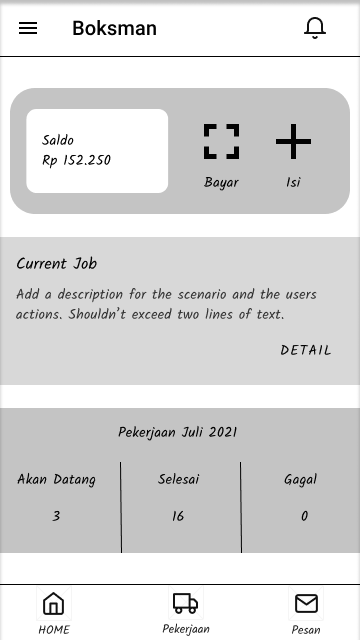 Boksman
Saldo
Rp 152.250
Bayar
Isi
Current Job
Add a description for the scenario and the users
actions. Shouldn't exceed two lines of text.
DETAIL
Pekerjaan Juli 2021
Akan Datang
Selesai
Gagal
3
16
0
HOME
Pekerjaan
Pesan